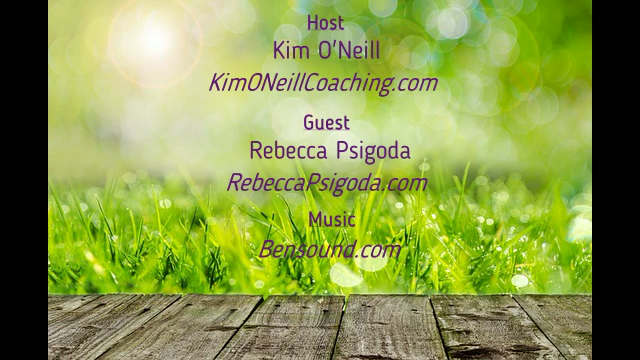 Host
Kim O'Neill
KimONeillCoaching.com
Guest
Rebecca Psigoda
RebeccaPsigoda.com
Music
Bensound.com